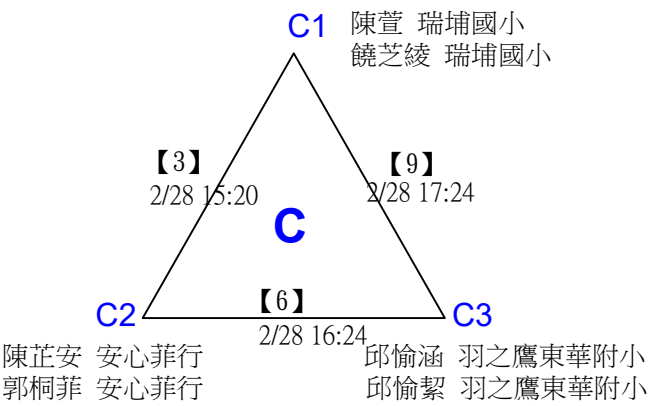 C1 陳萱 瑞埔國小
饒芝綾 瑞埔國小
【3】 【9】
2/28 15:20 2/28 17:24
C
【6】
C2 C3
2/28 16:24
陳芷安 安心菲行 邱愉涵 羽之鷹東華附小
郭桐菲 安心菲行 邱愉絜 羽之鷹東華附小